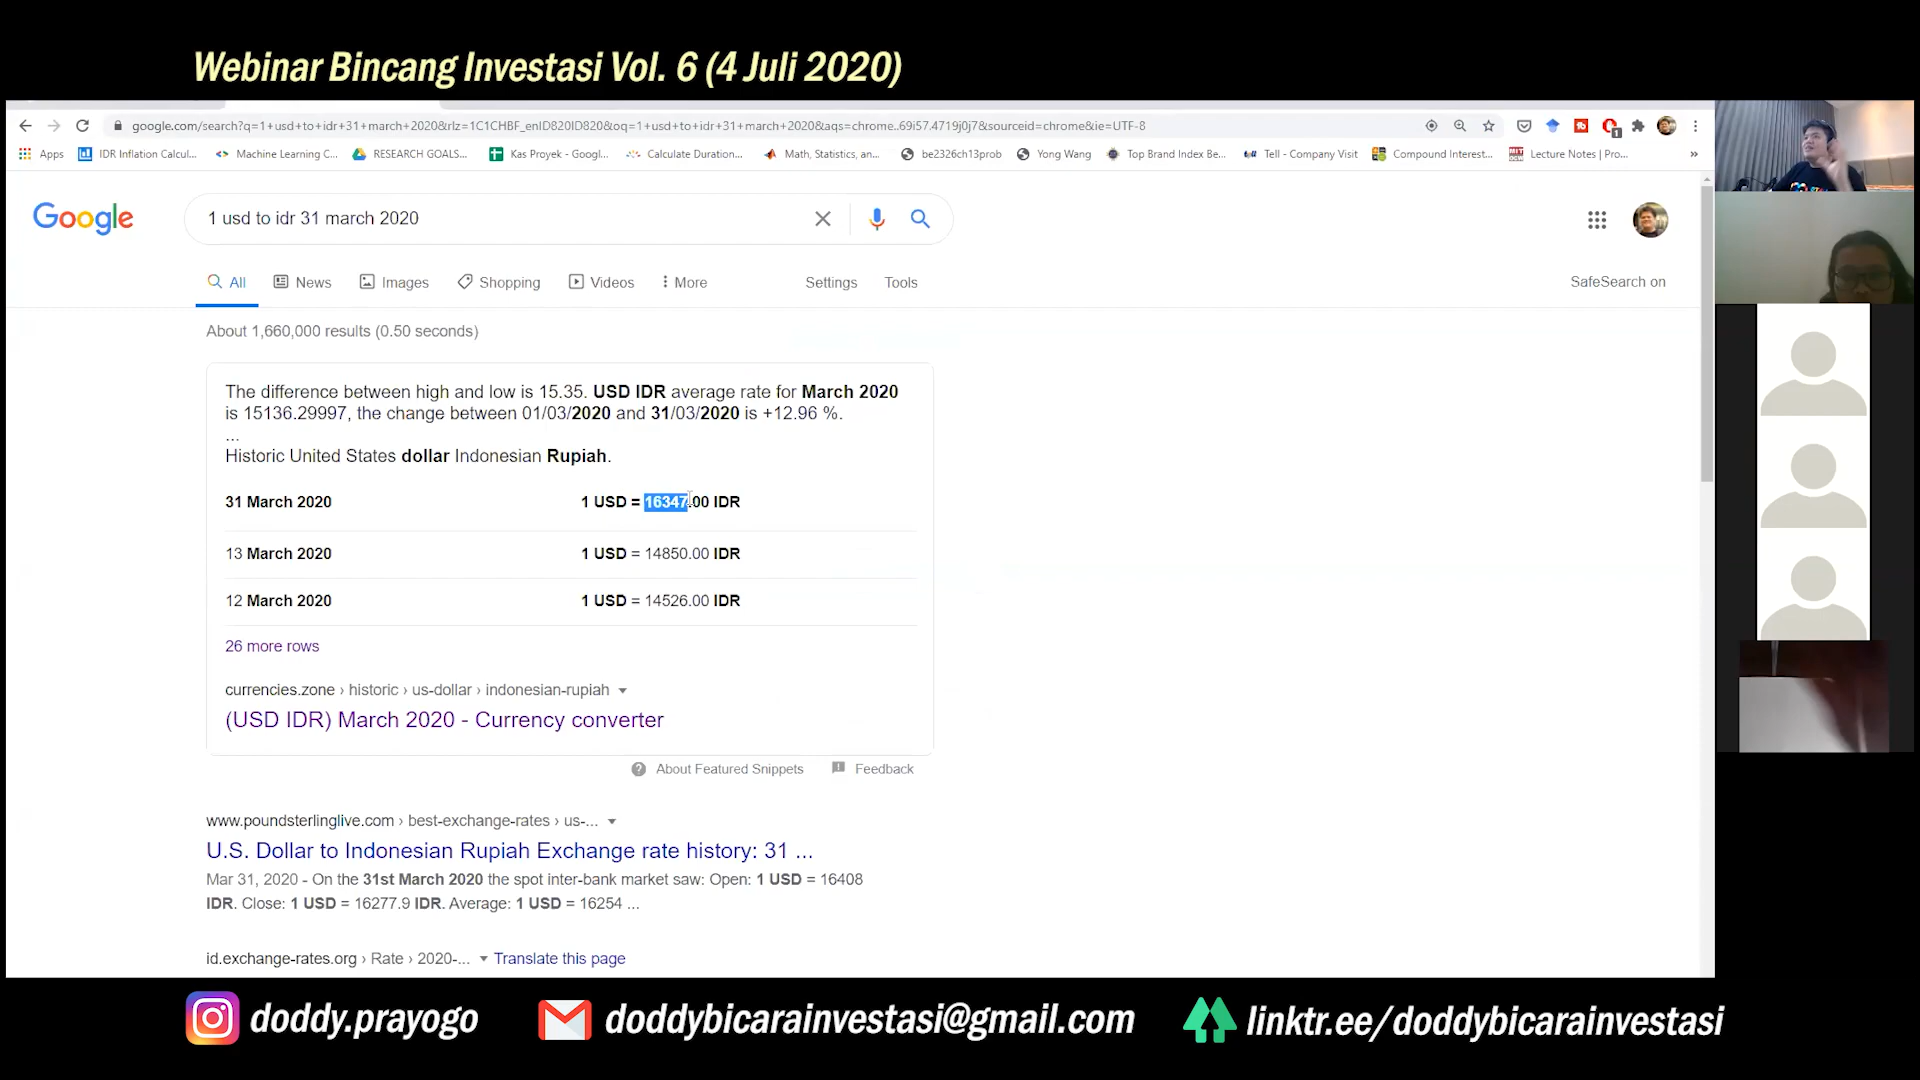 Webinar Bincang Investasi Vol. 6 (4 Juli 2020)
google.com/search?q=1+usd+to+idr+31+march+2020&rlz=1C1CHBF_enID820ID820&oq=1+usd+to+idr+31+march+2020&aqs=chrome..69i57.4719j0j7&sourceid=chrome&ie=UTF-8
Apps IDR Inflation Calcul... Machine Learning C... RESEARCH GOALS... Kas Proyek - Googl... Calculate Duration... Math, Statistics, an... be2326ch13prob Yong Wang Top Brand Index Be... Tell - Company Visit Compound Interest... Lecture Notes | Pro... »
Google
1 usd to idr 31 march 2020
All News Images Shopping Videos More Settings Tools SafeSearch on
About 1,660,000 results (0.50 seconds)
The difference between high and low is 15.35. USD IDR average rate for March 2020
is 15136.29997, the change between 01/03/2020 and 31/03/2020 is +12.96 %.
...
Historic United States dollar Indonesian Rupiah.
31 March 2020 1 USD = 16347.00 IDR
13 March 2020 1 USD = 14850.00 IDR
12 March 2020 1 USD = 14526.00 IDR
26 more rows
currencies.zone › historic › us-dollar › indonesian-rupiah
(USD IDR) March 2020 - Currency converter
About Featured Snippets Feedback
www.poundsterlinglive.com › best-exchange-rates › us-...
U.S. Dollar to Indonesian Rupiah Exchange rate history: 31 ...
Mar 31, 2020 - On the 31st March 2020 the spot inter-bank market saw: Open: 1 USD = 16408
IDR. Close: 1 USD = 16277.9 IDR. Average: 1 USD = 16254 ...
id.exchange-rates.org › Rate › 2020-... Translate this page
doddy.prayogo doddybicarainvestasi@gmail.com linktr.ee/doddybicarainvestasi